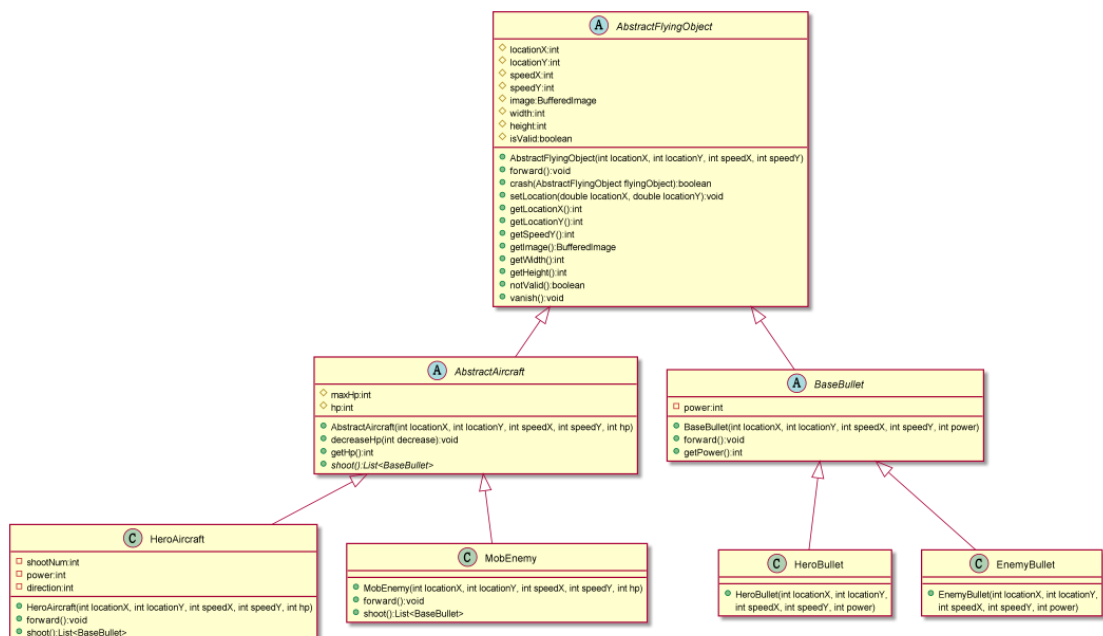 A AbstractFlyingObject
locationX:int
locationY:int
speedX:int
speedY:int
image:BufferedImage
width:int
height:int
isValid:boolean
AbstractFlyingObject(int locationX, int locationY, int speedX, int speedY)
forward():void
crash(AbstractFlyingObject flyingObject):boolean
setLocation(double locationX, double locationY):void
getLocationX():int
getLocationY():int
getSpeedY():int
getImage():BufferedImage
getWidth():int
getHeight():int
notValid():boolean
vanish():void
A AbstractAircraft
maxHp:int
hp:int
AbstractAircraft(int locationX, int locationY, int speedX, int speedY, int hp)
decreaseHp(int decrease):void
getHp():int
shoot():List<BaseBullet>
A BaseBullet
power:int
BaseBullet(int locationX, int locationY, int speedX, int speedY, int power)
forward():void
getPower():int
C HeroAircraft
shootNum:int
power:int
direction:int
HeroAircraft(int locationX, int locationY, int speedX, int speedY, int hp)
forward():void
shoot():List<BaseBullet>
C MobEnemy
MobEnemy(int locationX, int locationY, int speedX, int speedY, int hp)
forward():void
shoot():List<BaseBullet>
C HeroBullet
HeroBullet(int locationX, int locationY,
int speedX, int speedY, int power)
C EnemyBullet
EnemyBullet(int locationX, int locationY,
int speedX, int speedY, int power)